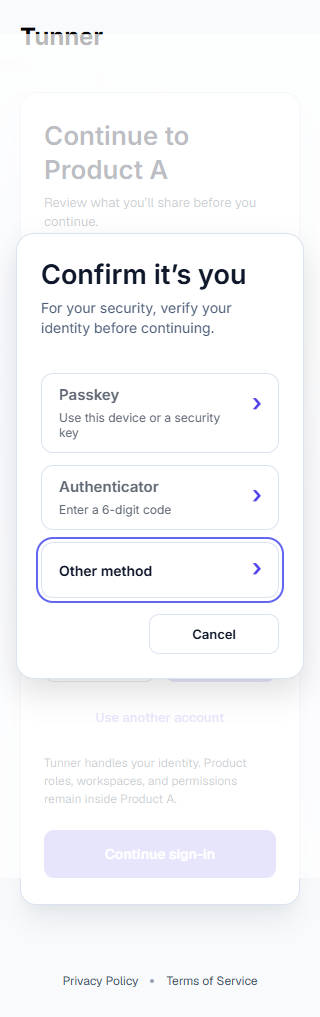 Tunner
Continue to
Product A
Review what you'll share before you
continue.
Confirm it's you
For your security, verify your
identity before continuing.
Passkey
Use this device or a security
key
Authenticator
Enter a 6-digit code
Other method
Cancel
Use another account
Tunner handles your identity. Product
roles, workspaces, and permissions
remain inside Product A.
Continue sign-in
Privacy Policy • Terms of Service